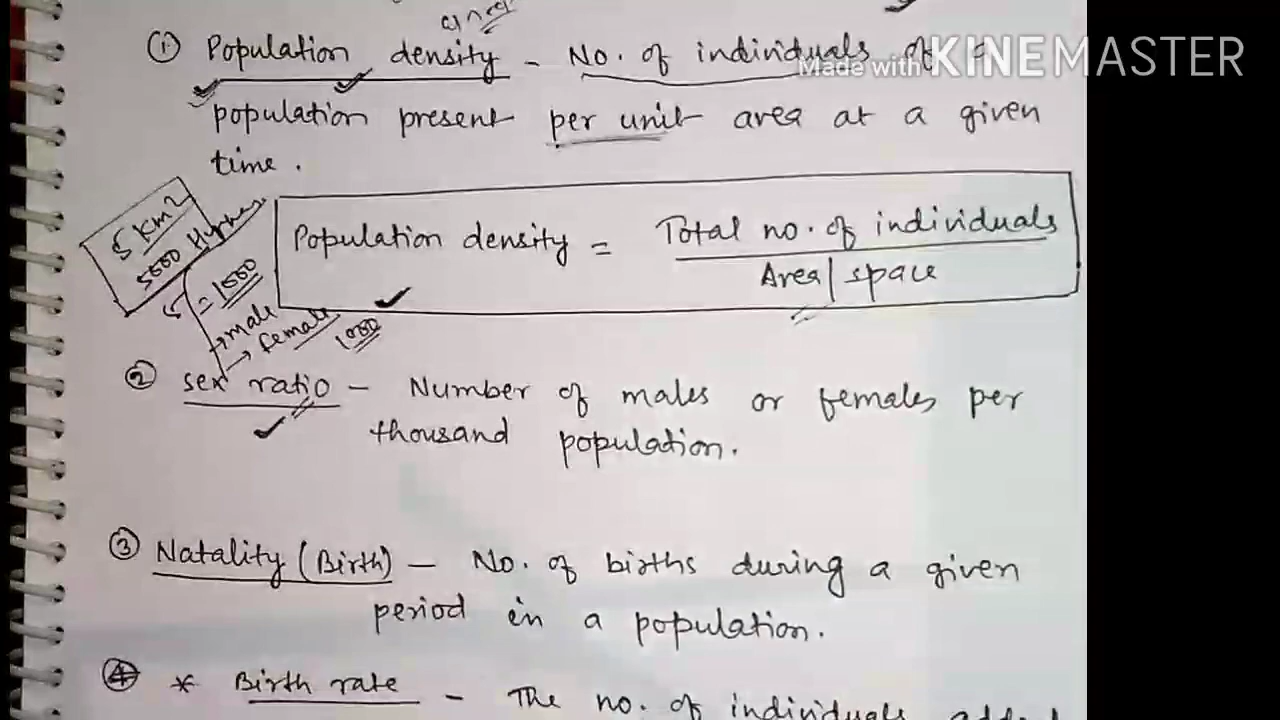 ① Population density - No. of individuals of a
Made with KINEMASTER
population present per unit area at a given
time.
5 Km2
5000
Population density = Total no. of individuals
Area/space
5
= 1000
→ male
→ female
1000
② sex ratio - Number of males or females per
thousand population.
③ Natality (Birth) - No. of births during a given
period in a population.
④ * Birth rate - The no. of individuals added